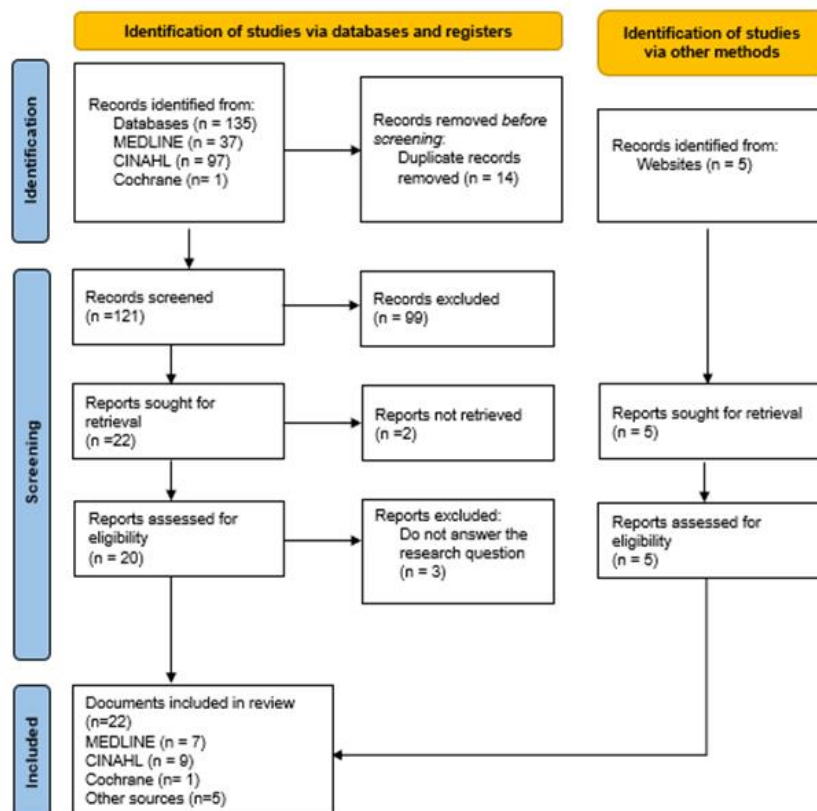 Identification of studies via databases and registers
Identification of studies
via other methods
Identification
Records identified from:
Databases (n = 135)
MEDLINE (n = 37)
CINAHL (n = 97)
Cochrane (n= 1)
Records removed before
screening:
Duplicate records
removed (n = 14)
Records identified from:
Websites (n = 5)
Screening
Records screened
(n =121)
Records excluded
(n = 99)
Reports sought for
retrieval
(n =22)
Reports not retrieved
(n =2)
Reports sought for retrieval
(n = 5)
Reports assessed for
eligibility
(n = 20)
Reports excluded:
Do not answer the
research question
(n = 3)
Reports assessed for
eligibility
(n = 5)
Included
Documents included in review
(n=22)
MEDLINE (n = 7)
CINAHL (n = 9)
Cochrane (n= 1)
Other sources (n=5)